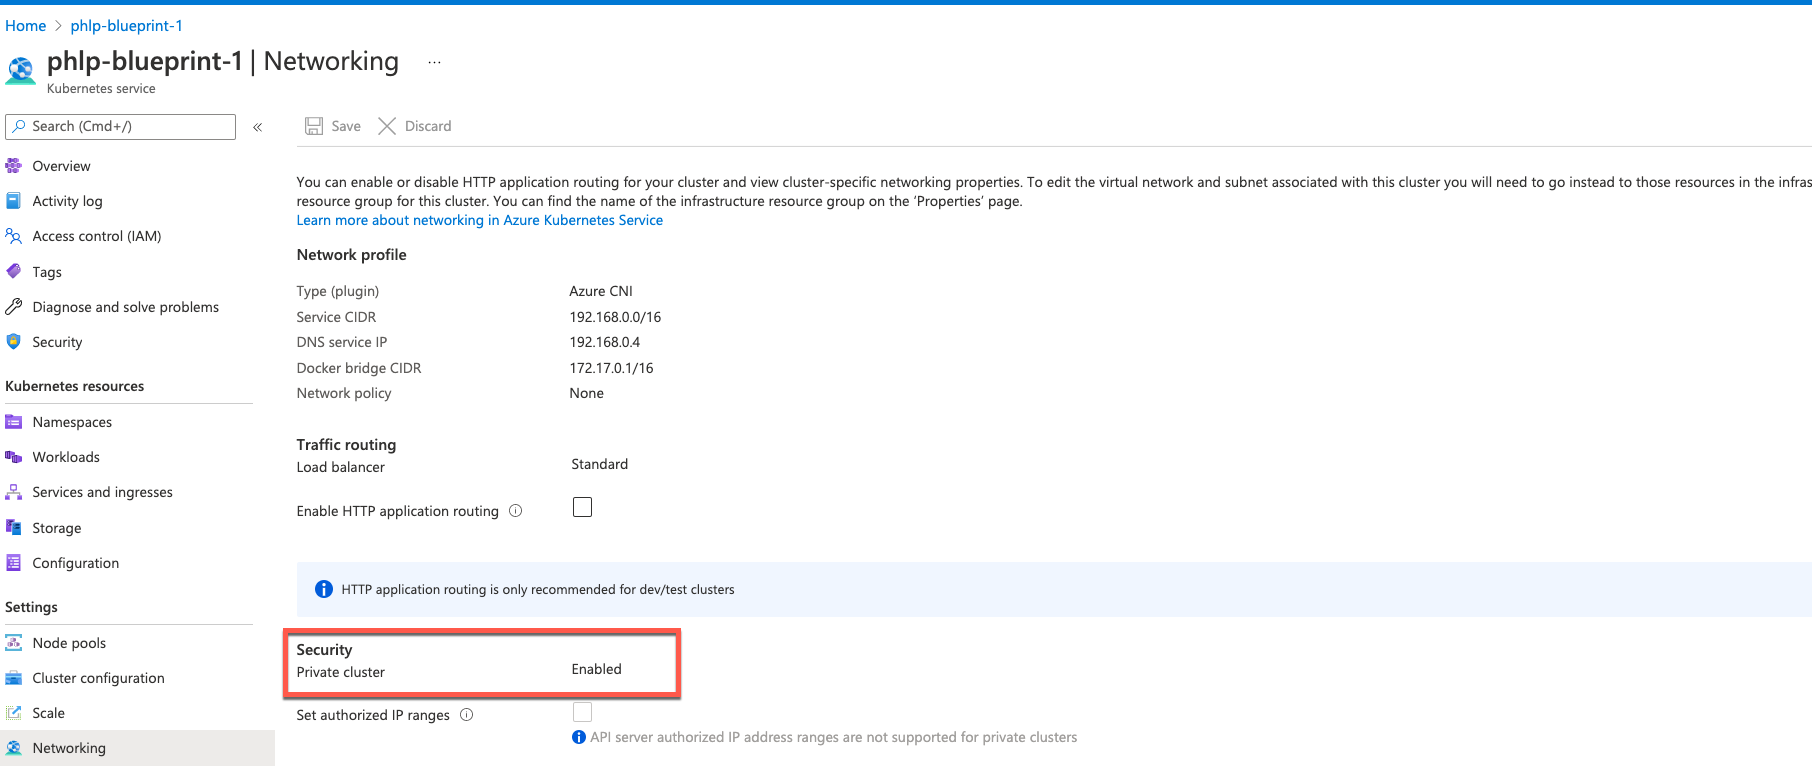 Home > phlp-blueprint-1
phlp-blueprint-1 | Networking ...
Kubernetes service
Search (Cmd+/)
«
Overview
Activity log
Access control (IAM)
Tags
Diagnose and solve problems
Security
Kubernetes resources
Namespaces
Workloads
Services and ingresses
Storage
Configuration
Settings
Node pools
Cluster configuration
Scale
Networking
Save Discard
You can enable or disable HTTP application routing for your cluster and view cluster-specific networking properties. To edit the virtual network and subnet associated with this cluster you will need to go instead to those resources in the infras
resource group for this cluster. You can find the name of the infrastructure resource group on the 'Properties' page.
Learn more about networking in Azure Kubernetes Service
Network profile
Type (plugin) Azure CNI
Service CIDR 192.168.0.0/16
DNS service IP 192.168.0.4
Docker bridge CIDR 172.17.0.1/16
Network policy None
Traffic routing
Load balancer Standard
Enable HTTP application routing
HTTP application routing is only recommended for dev/test clusters
Security
Private cluster Enabled
Set authorized IP ranges
API server authorized IP address ranges are not supported for private clusters